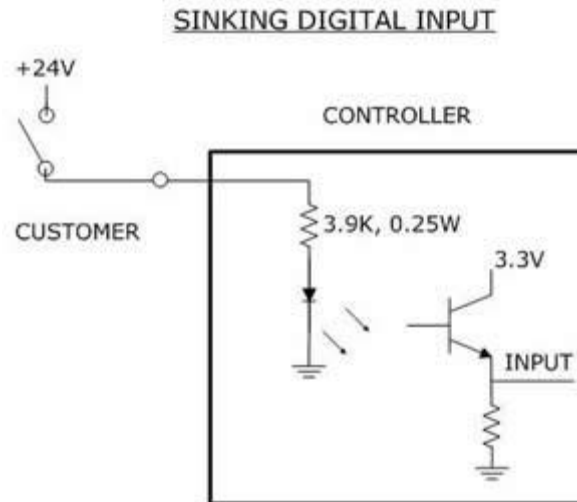 SINKING DIGITAL INPUT
+24V
CONTROLLER
CUSTOMER
3.9K, 0.25W
3.3V
INPUT